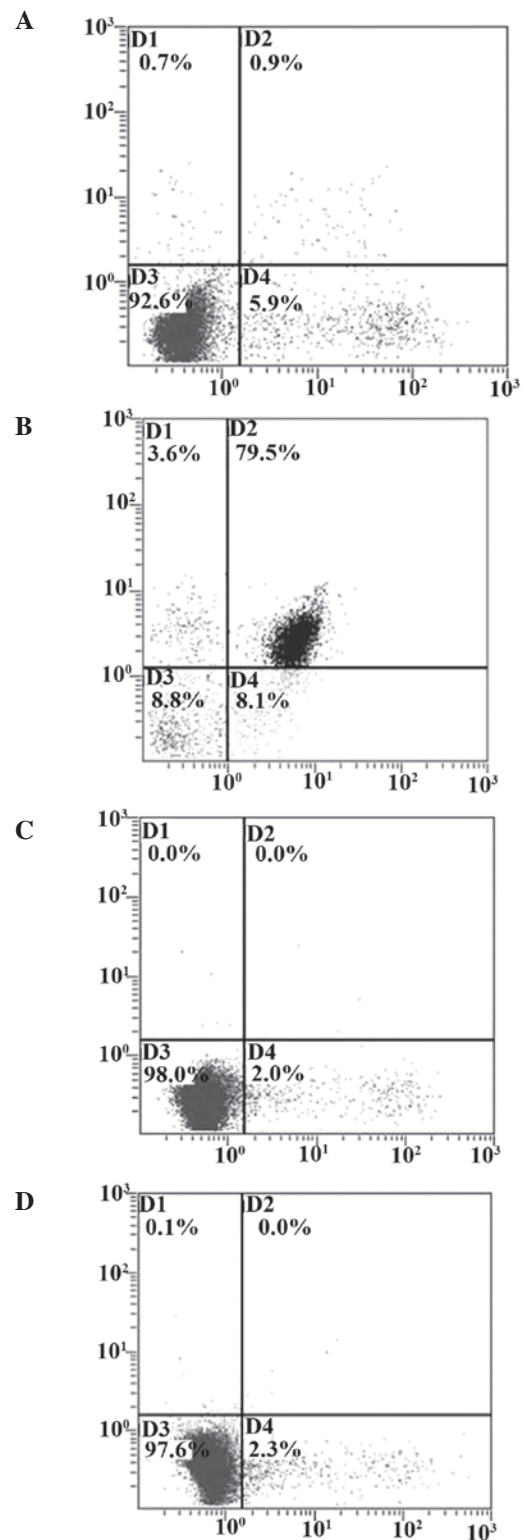 A
10³
D1 D2
0.7% 0.9%
10²
10¹
10⁰
D3 D4
92.6% 5.9%
10⁰ 10¹ 10² 10³
B
10³
D1 D2
3.6% 79.5%
10²
10¹
10⁰
D3 D4
8.8% 8.1%
10⁰ 10¹ 10² 10³
C
10³
D1 D2
0.0% 0.0%
10²
10¹
10⁰
D3 D4
98.0% 2.0%
10⁰ 10¹ 10² 10³
D
10³
D1 D2
0.1% 0.0%
10²
10¹
10⁰
D3 D4
97.6% 2.3%
10⁰ 10¹ 10² 10³